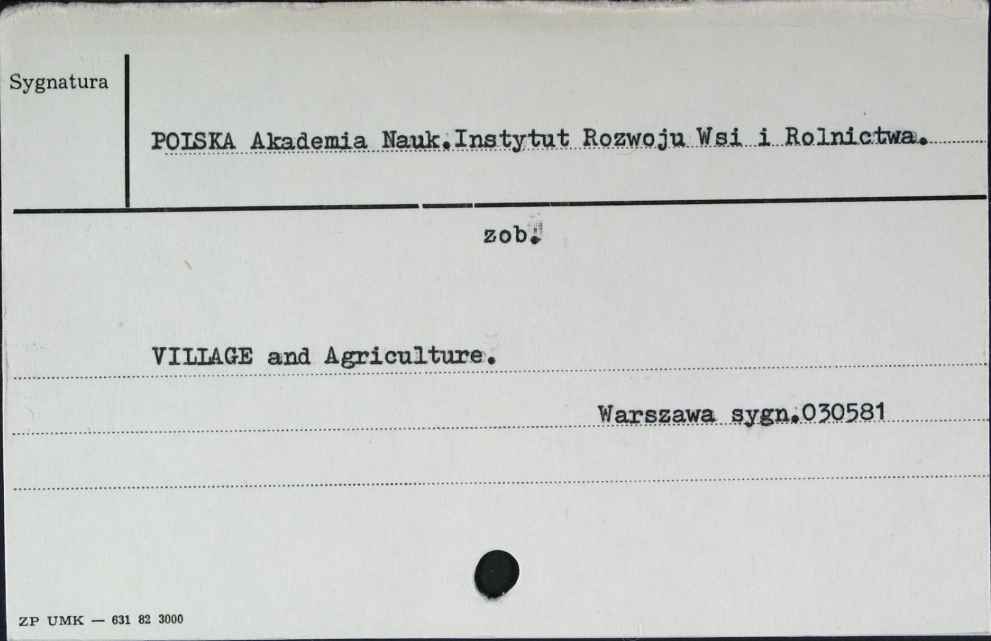 Sygnatura
POLSKA Akademia Nauk.Instytut Rozwoju Wsi i Rolnictwa.
zob.
VILLAGE and Agriculture.
Warszawa sygn.030581
ZP UMK — 631 82 3000